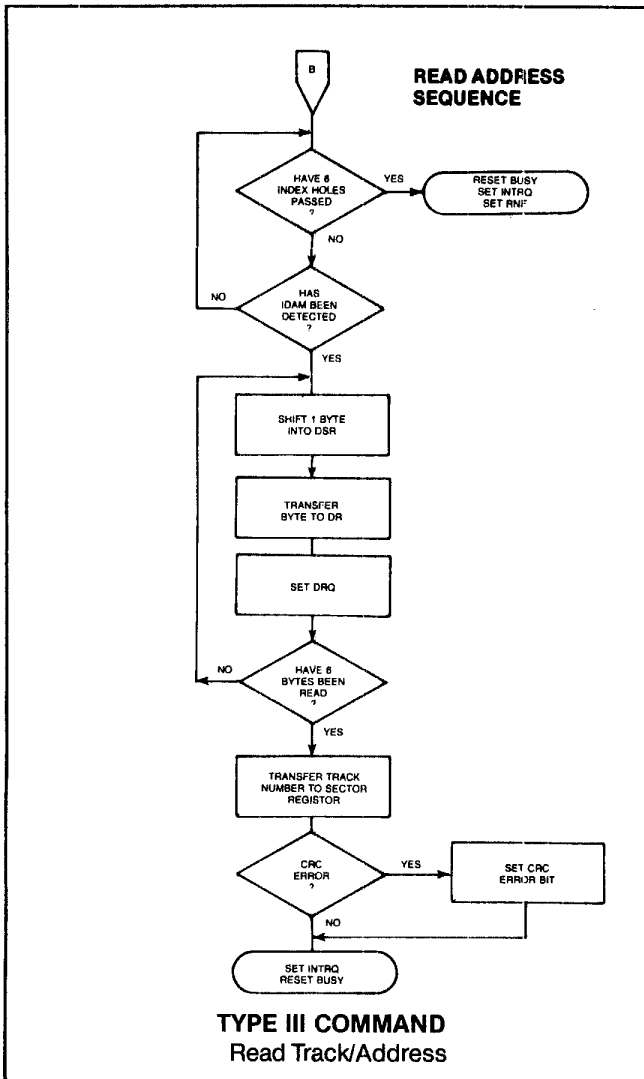 B
READ ADDRESS
SEQUENCE
HAVE 6
INDEX HOLES
PASSED
?
YES
RESET BUSY
SET INTRQ
SET RNF
NO
HAS
IDAM BEEN
DETECTED
?
NO
YES
SHIFT 1 BYTE
INTO DSR
TRANSFER
BYTE TO DR
SET DRQ
HAVE 6
BYTES BEEN
READ
?
NO
YES
TRANSFER TRACK
NUMBER TO SECTOR
REGISTOR
CRC
ERROR
?
YES
SET CRC
ERROR BIT
NO
SET INTRQ
RESET BUSY
TYPE III COMMAND
Read Track/Address